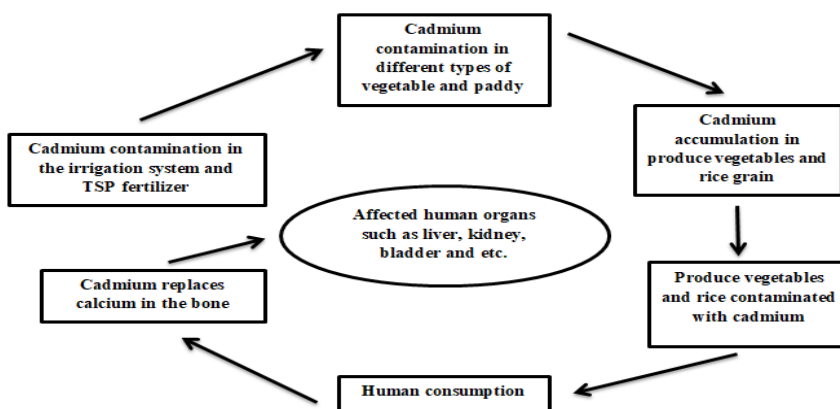 Cadmium
contamination in
different types of
vegetable and paddy
Cadmium
accumulation in
produce vegetables and
rice grain
Produce vegetables
and rice contaminated
with cadmium
Human consumption
Cadmium replaces
calcium in the bone
Affected human organs
such as liver, kidney,
bladder and etc.
Cadmium contamination in
the irrigation system and
TSP fertilizer